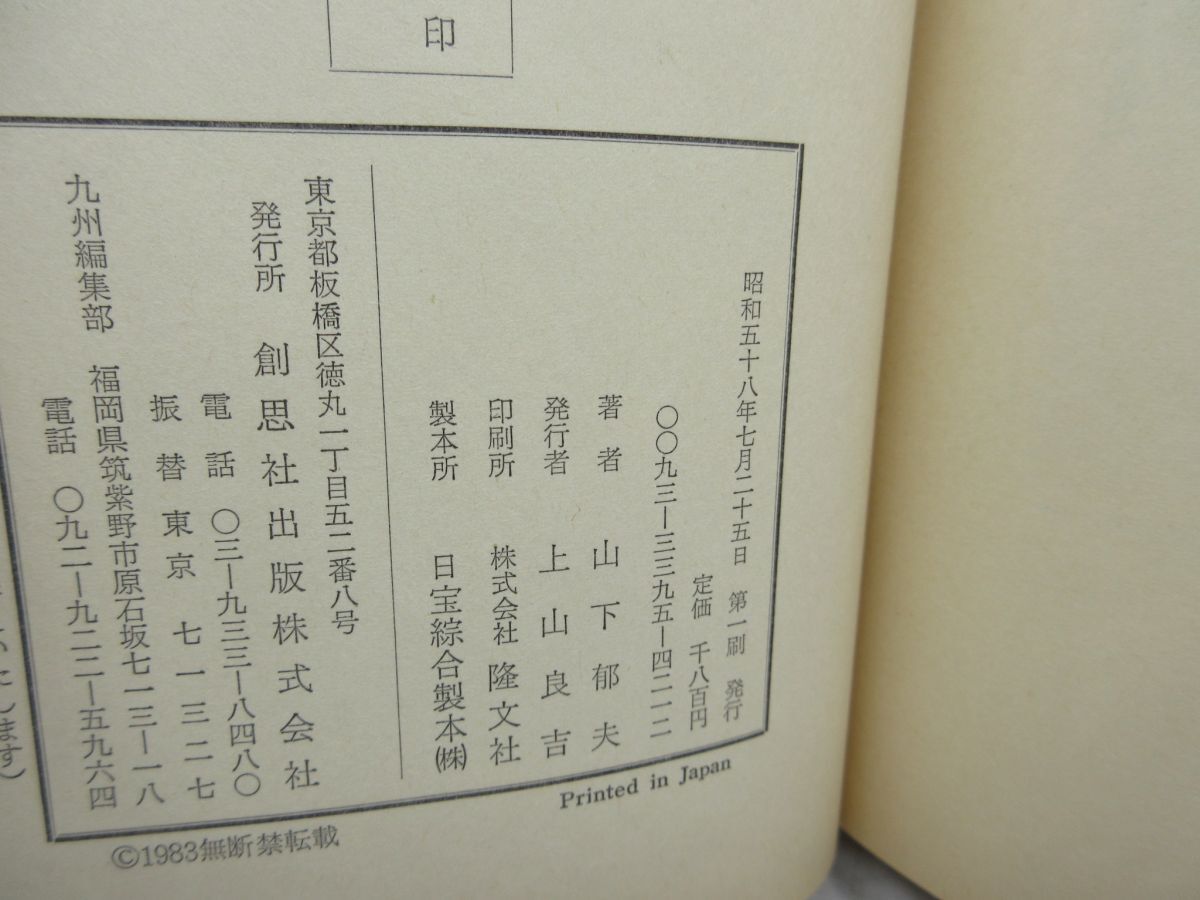 印
昭和五十八年七月二十五日　第一刷　発行
定価　千八百円
〇〇九三―三三九五―四二一二
著者　山下郁夫
発行者　上山良吉
印刷所　株式会社　隆文社
製本所　日宝綜合製本㈱
東京都板橋区徳丸一丁目五二番八号
発行所　創思社出版株式会社
電話　〇三―九三三―八四八〇
振替　東京　七―一三二一七
九州編集部　福岡県筑紫野市原石坂七一三―一八
電話　〇九二―九二二―五九六四
たします）
Printed in Japan
©1983無断禁転載